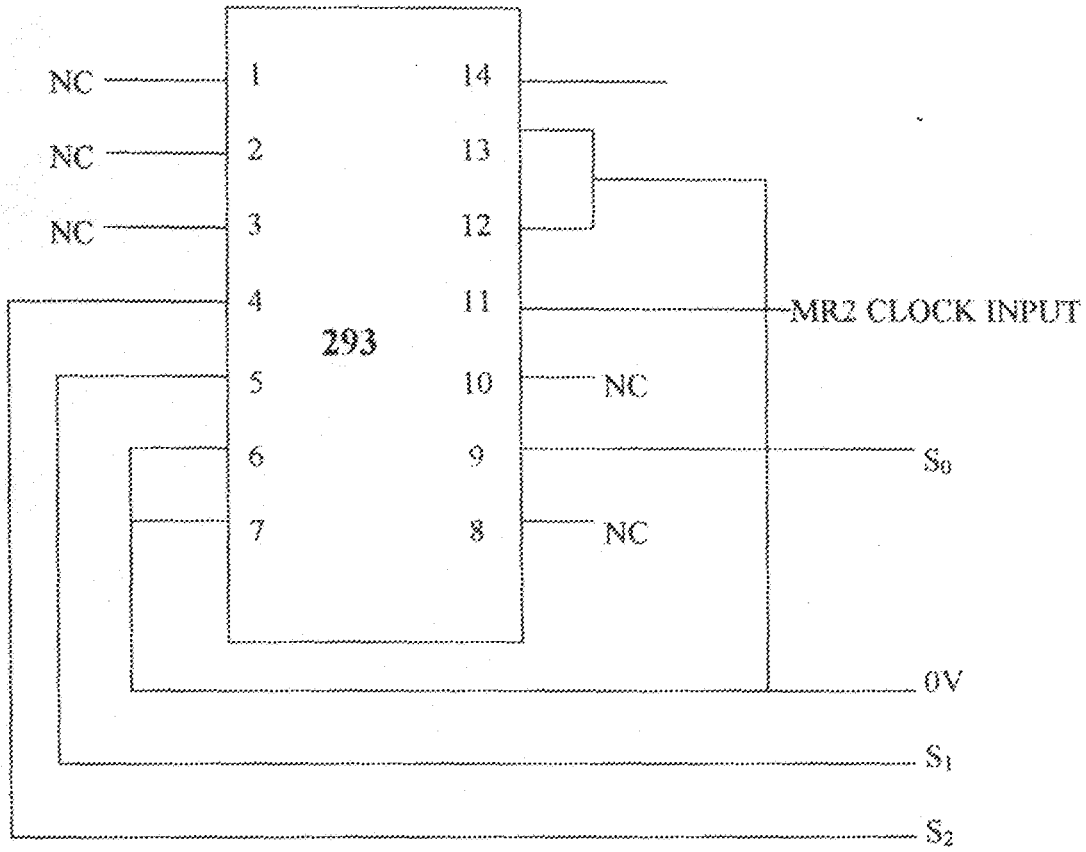 NC 1 14
NC 2 13
NC 3 12
4 11 MR2 CLOCK INPUT
293
5 10 NC
6 9 S₀
7 8 NC
0V
S₁
S₂